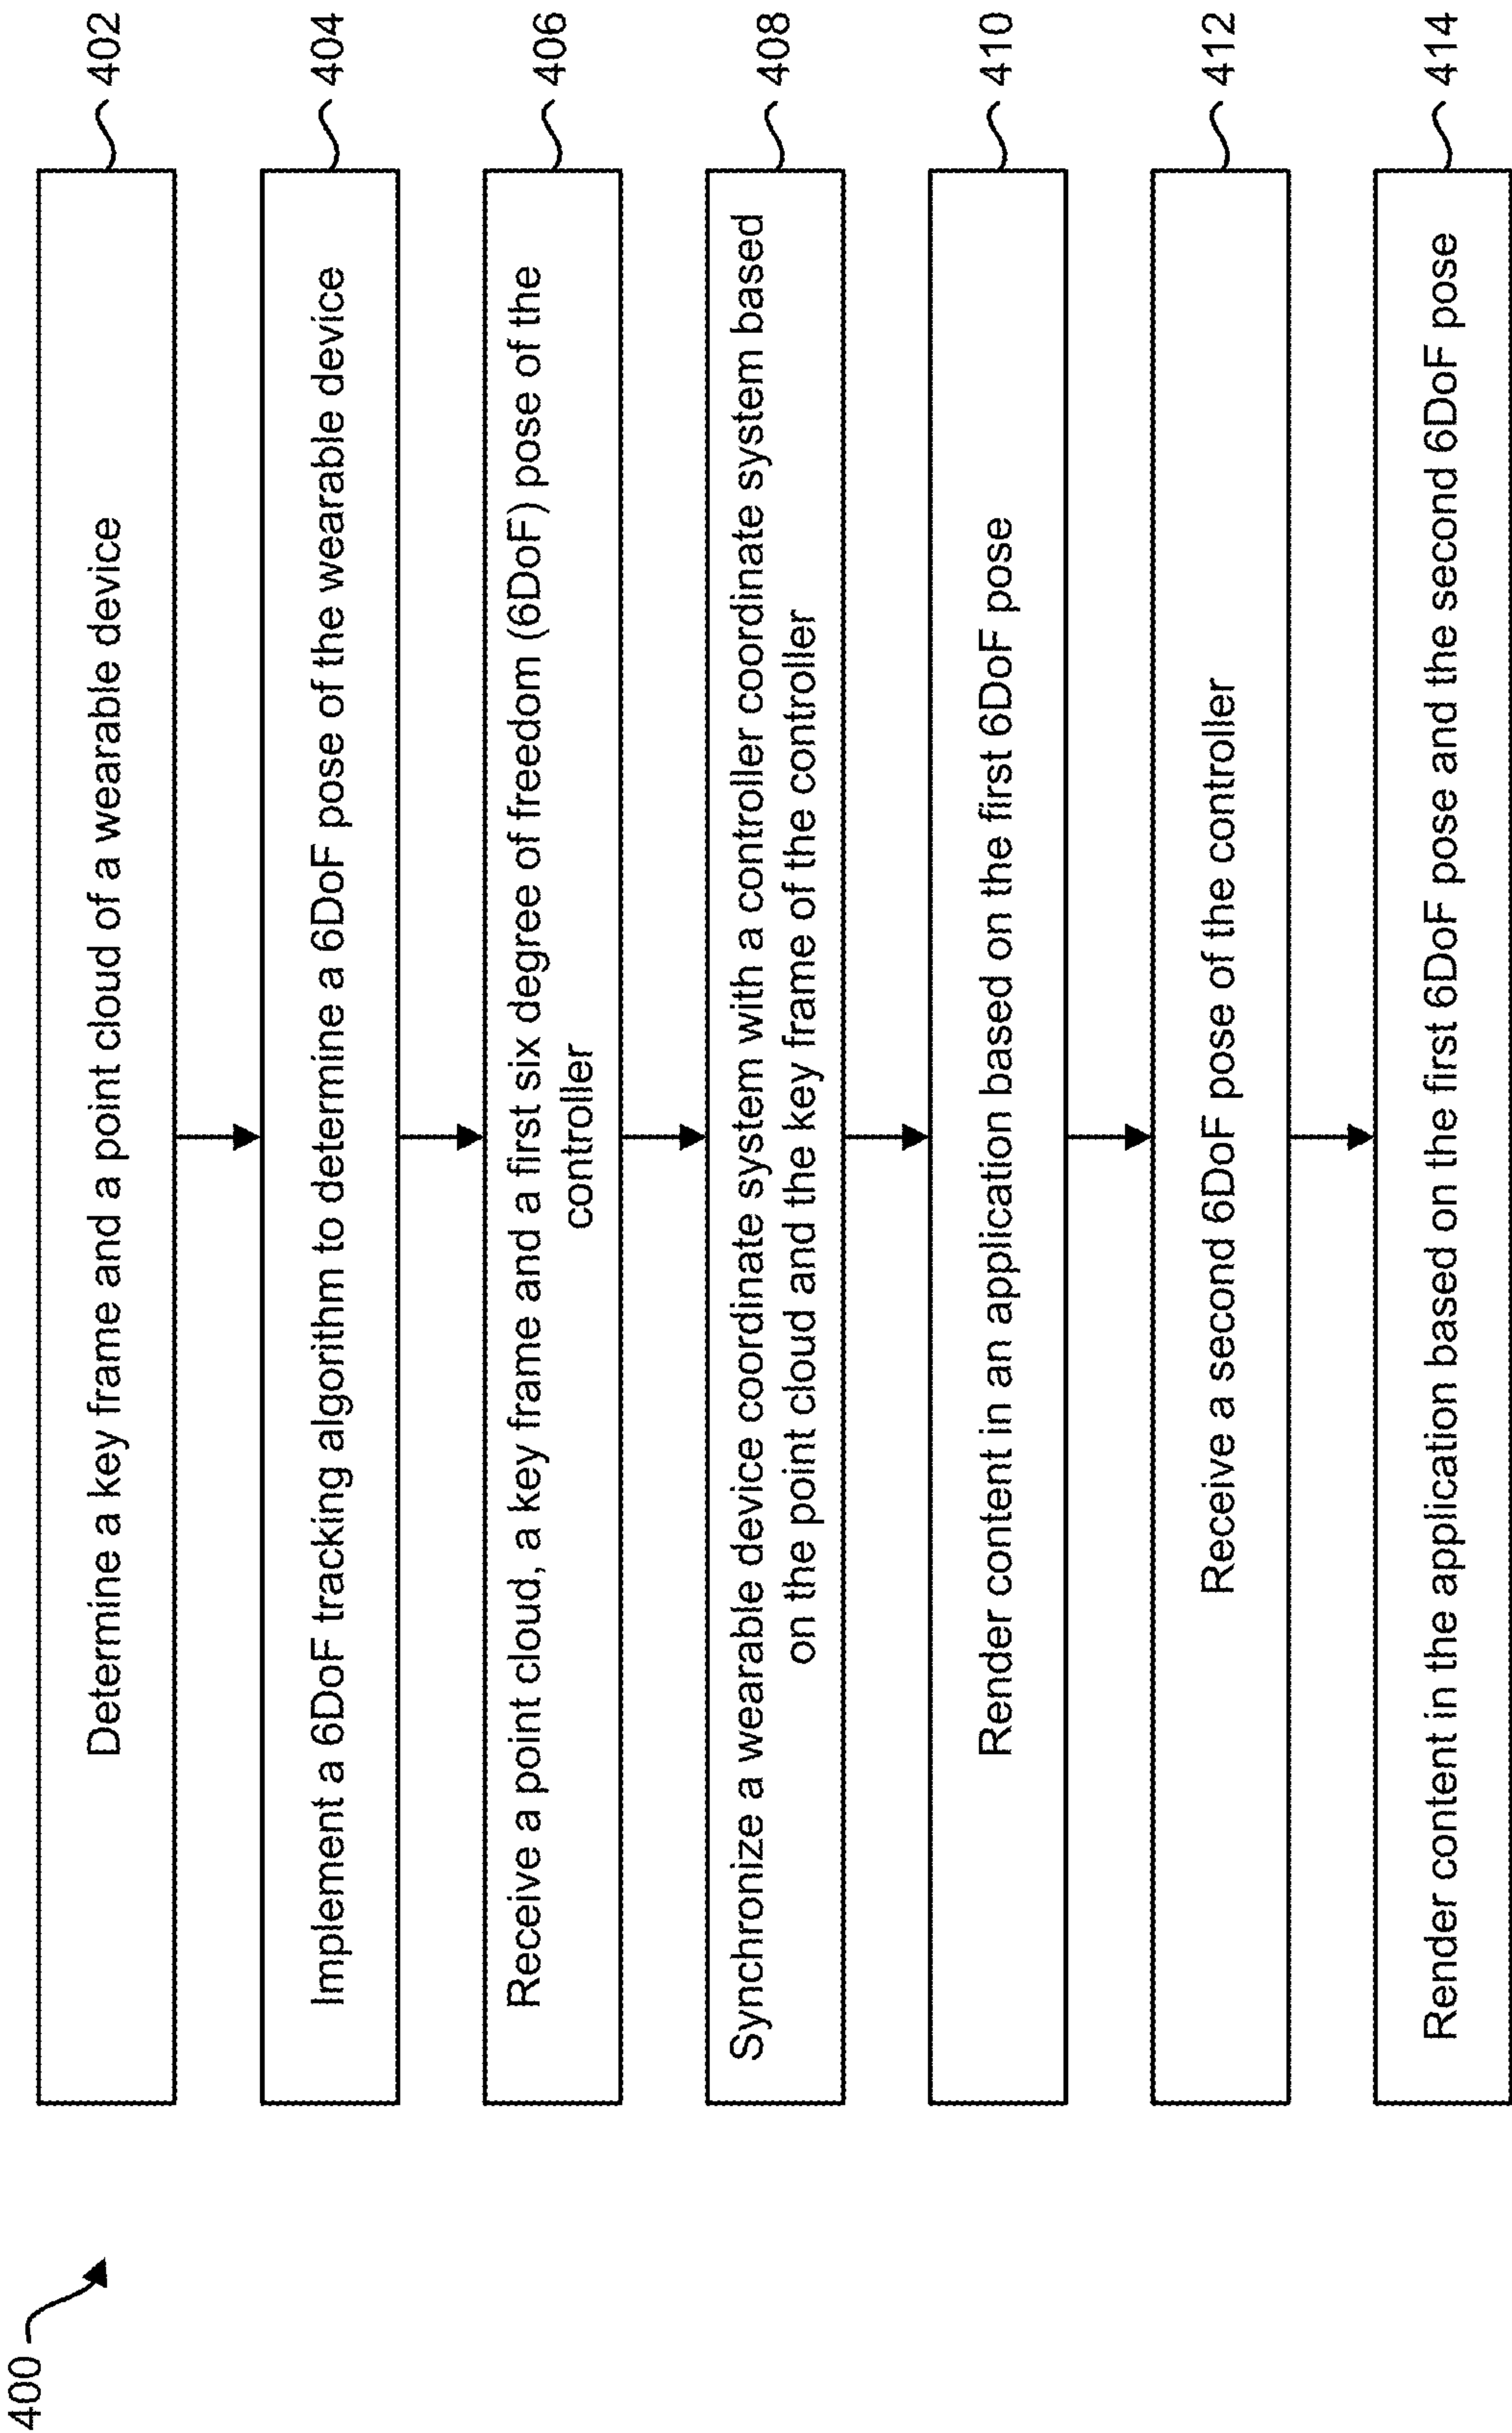 400
Determine a key frame and a point cloud of a wearable device
402
Implement a 6DoF tracking algorithm to determine a 6DoF pose of the wearable device
404
Receive a point cloud, a key frame and a first six degree of freedom (6DoF) pose of the
controller
406
Synchronize a wearable device coordinate system with a controller coordinate system based
on the point cloud and the key frame of the controller
408
Render content in an application based on the first 6DoF pose
410
Receive a second 6DoF pose of the controller
412
Render content in the application based on the first 6DoF pose and the second 6DoF pose
414